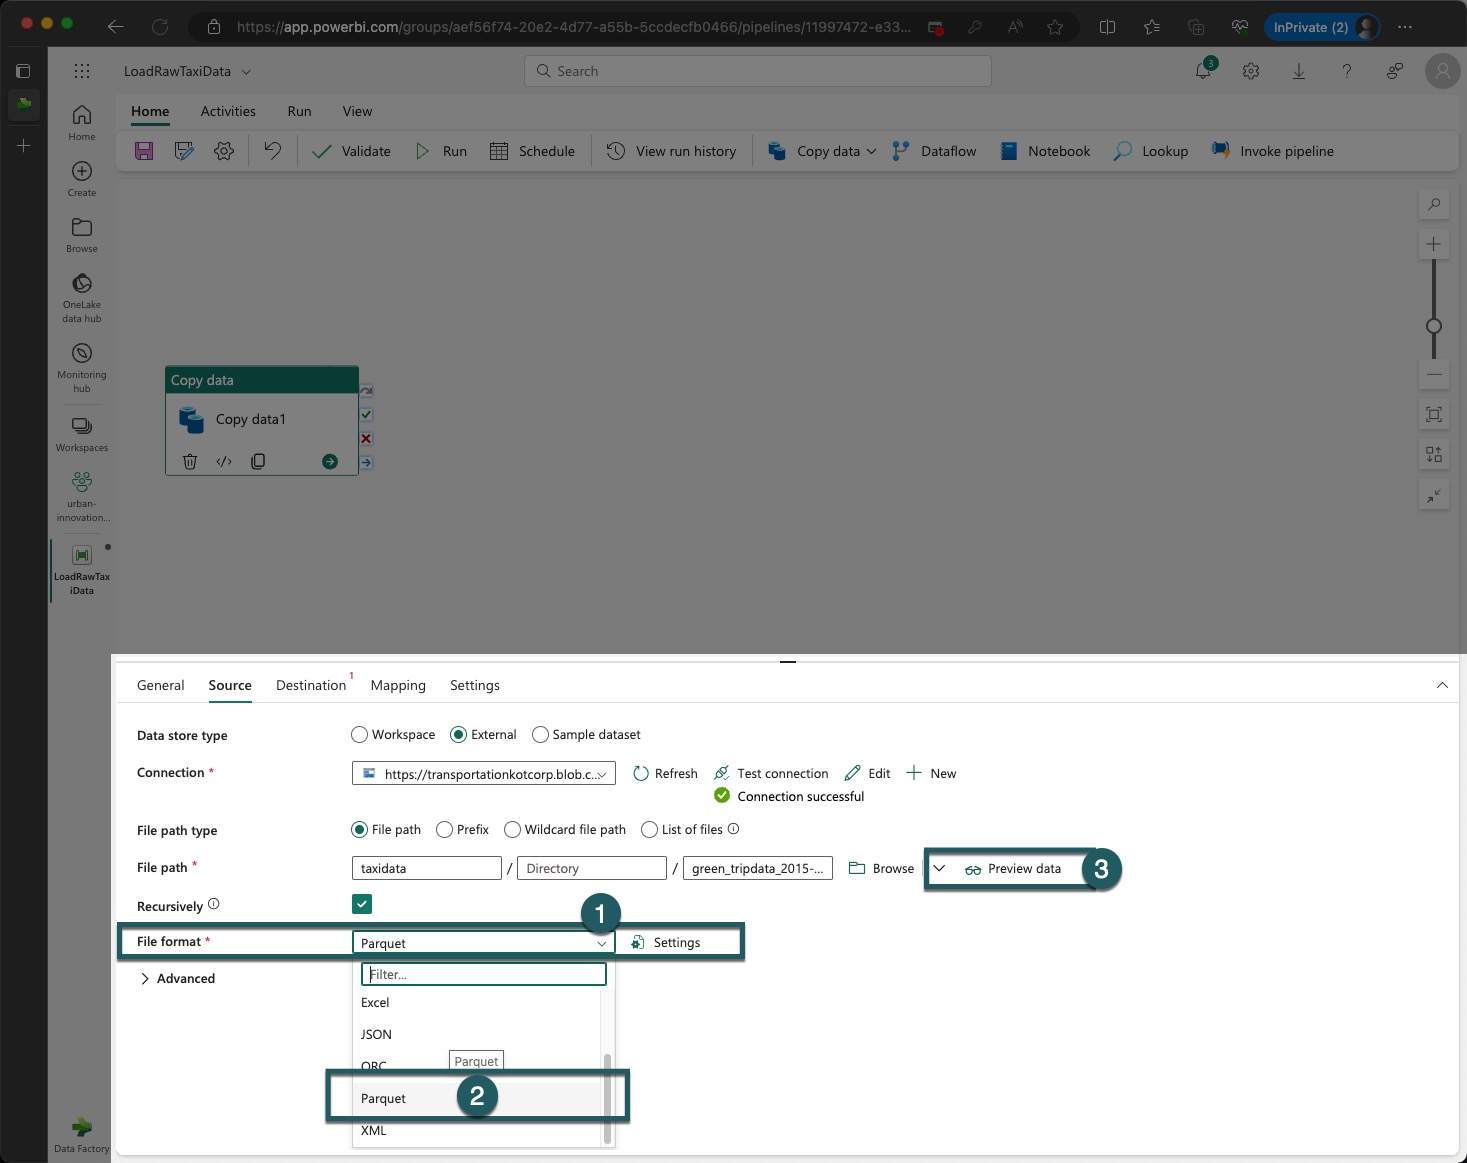 https://app.powerbi.com/groups/aef56f74-20e2-4d77-a55b-5ccdecfb0466/pipelines/11997472-e33...
InPrivate (2)
LoadRawTaxiData
Search
3
Home
Activities
Run
View
Validate
Run
Schedule
View run history
Copy data
Dataflow
Notebook
Lookup
Invoke pipeline
Home
Create
Browse
OneLake
data hub
Monitoring
hub
Workspaces
urban-
innovation...
LoadRawTax
iData
Data Factory
Copy data
Copy data1
General
Source
Destination 1
Mapping
Settings
Data store type
Workspace
External
Sample dataset
Connection *
https://transportationkotcorp.blob.c...
Refresh
Test connection
Edit
New
Connection successful
File path type
File path
Prefix
Wildcard file path
List of files
File path *
taxidata
/
Directory
/
green_tripdata_2015-...
Browse
Preview data
3
Recursively
1
File format *
Parquet
Settings
Advanced
Filter...
Excel
JSON
ORC
Parquet
Parquet
2
XML